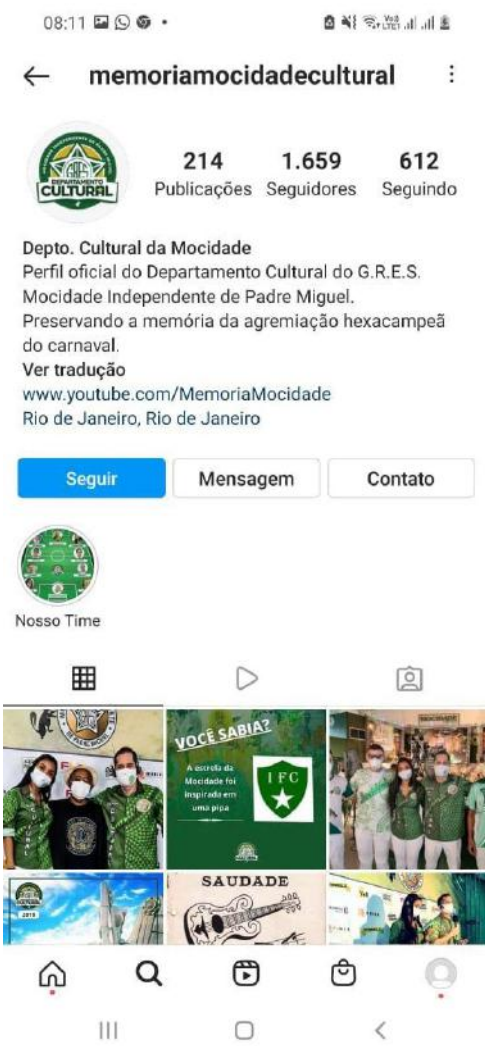 08:11
memoriamocidadecultural
DEPARTAMENTO
CULTURAL
214 1.659 612
Publicações Seguidores Seguindo
Depto. Cultural da Mocidade
Perfil oficial do Departamento Cultural do G.R.E.S.
Mocidade Independente de Padre Miguel.
Preservando a memória da agremiação hexacampeã
do carnaval.
Ver tradução
www.youtube.com/MemoriaMocidade
Rio de Janeiro, Rio de Janeiro
Seguir Mensagem Contato
Nosso Time
VOCÊ SABIA?
A estrela da
Mocidade foi
inspirada em
uma pipa
IFC
2018
SAUDADE